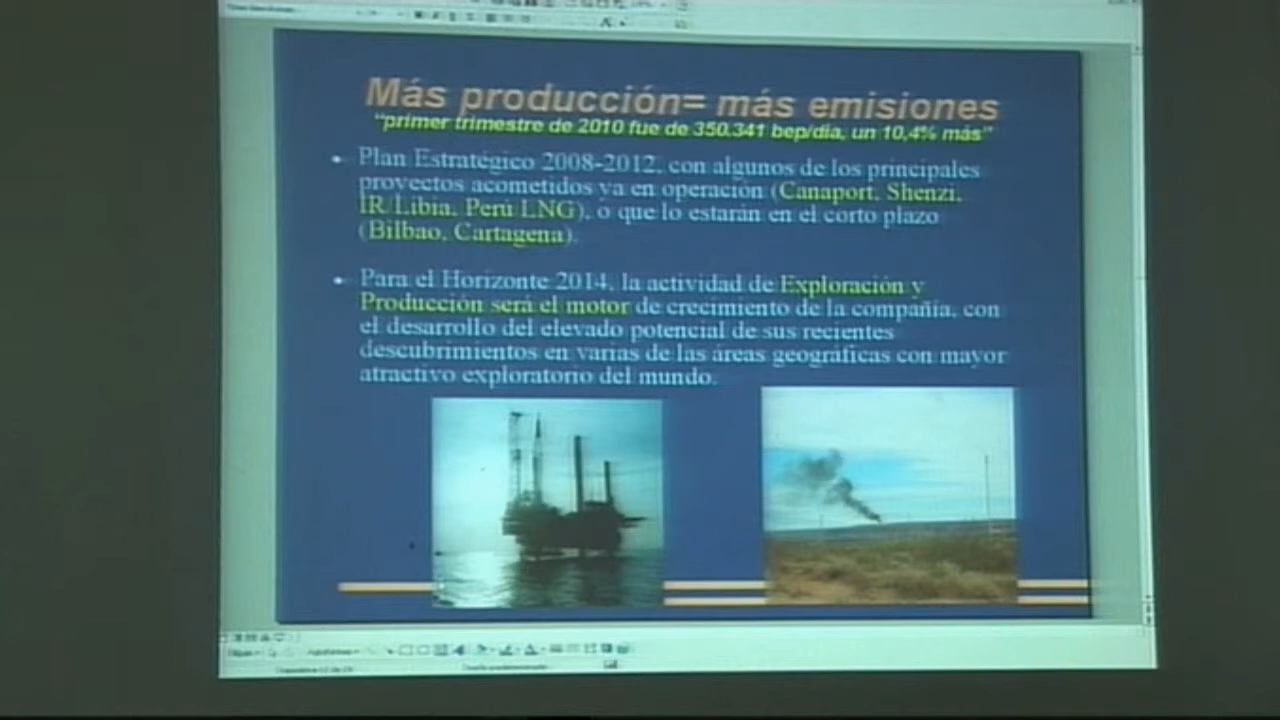 Más producción= más emisiones
"primer trimestre de 2010 fue de 350.341 bep/día, un 10,4% más"
• Plan Estratégico 2008-2012, con algunos de los principales
proyectos acometidos ya en operación (Canaport, Shenzi,
IR Libia, Perú LNG), o que lo estarán en el corto plazo
(Bilbao, Cartagena).
• Para el Horizonte 2014, la actividad de Exploración y
Producción será el motor de crecimiento de la compañía, con
el desarrollo del elevado potencial de sus recientes
descubrimientos en varias de las áreas geográficas con mayor
atractivo exploratorio del mundo.